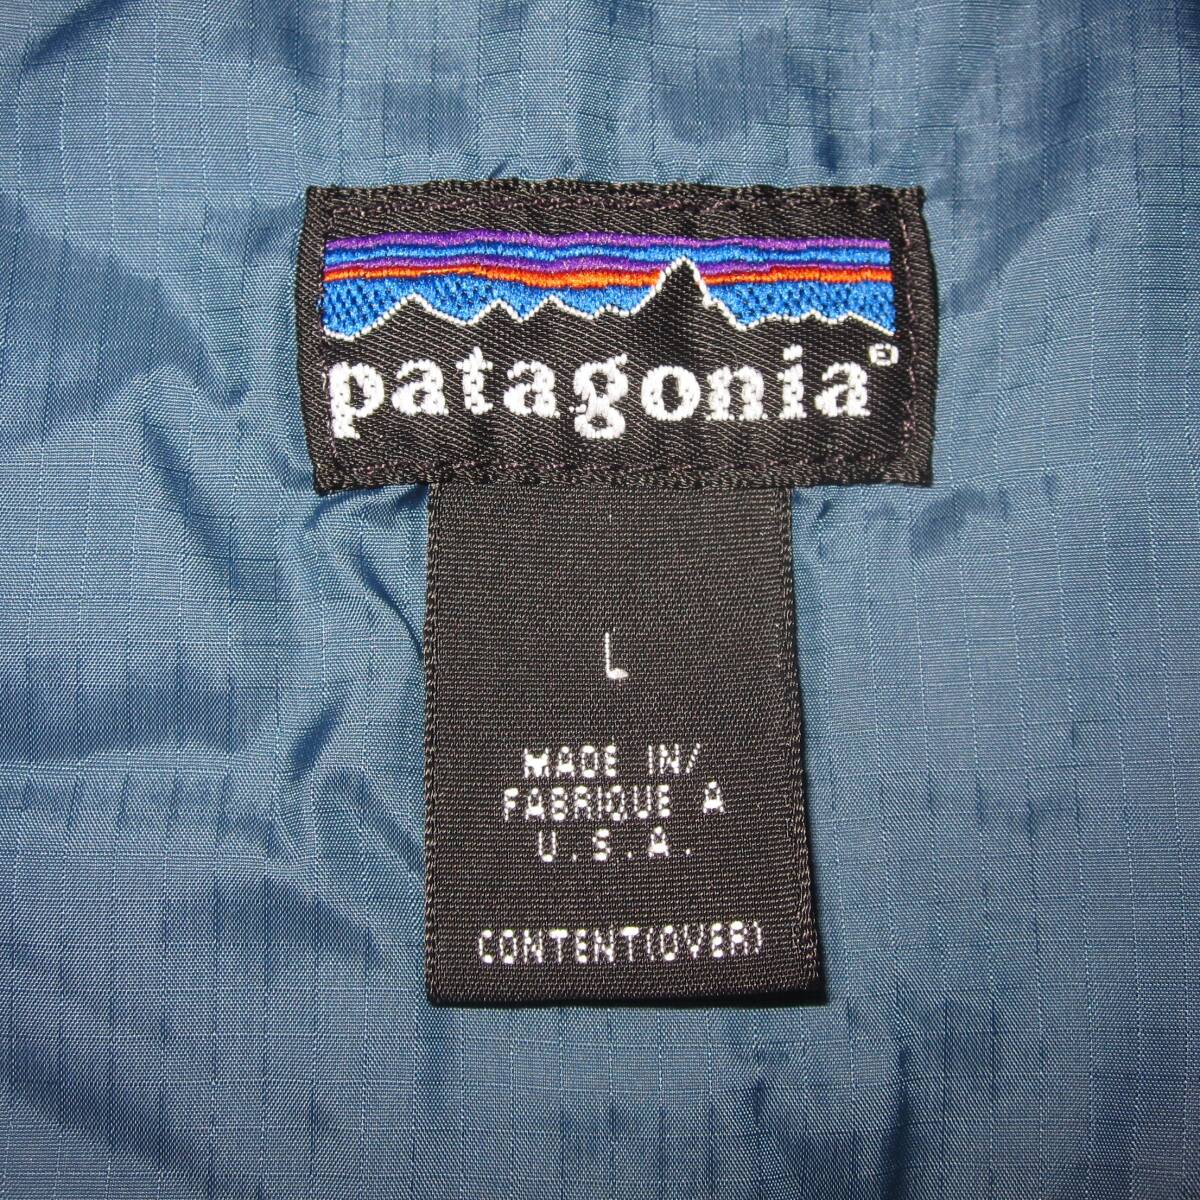 patagonia®
L
MADE IN/
FABRIQUE A
U.S.A.
CONTENT(OVER)